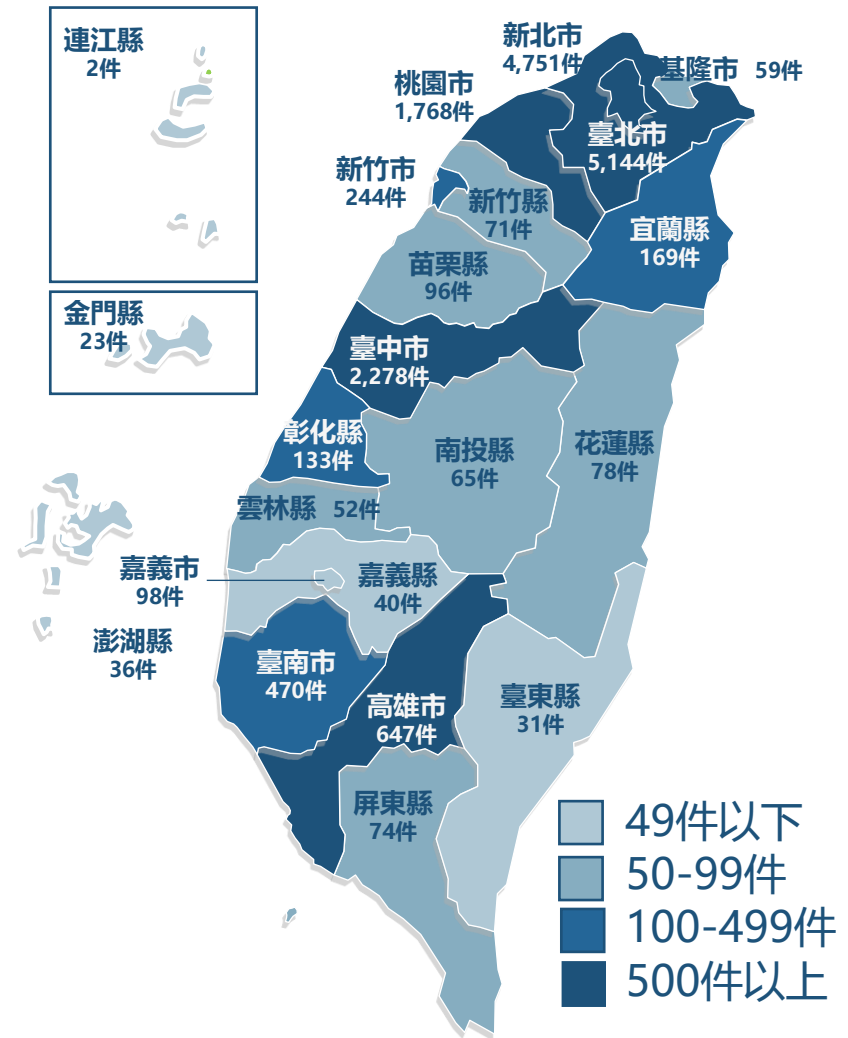 連江縣
2件
金門縣
23件
新北市
4,751件
基隆市 59件
桃園市
1,768件
臺北市
5,144件
新竹市
244件
新竹縣
71件
宜蘭縣
169件
苗栗縣
96件
臺中市
2,278件
彰化縣
133件
南投縣
65件
花蓮縣
78件
雲林縣 52件
嘉義市
98件
嘉義縣
40件
澎湖縣
36件
臺南市
470件
高雄市
647件
臺東縣
31件
屏東縣
74件
49件以下
50-99件
100-499件
500件以上